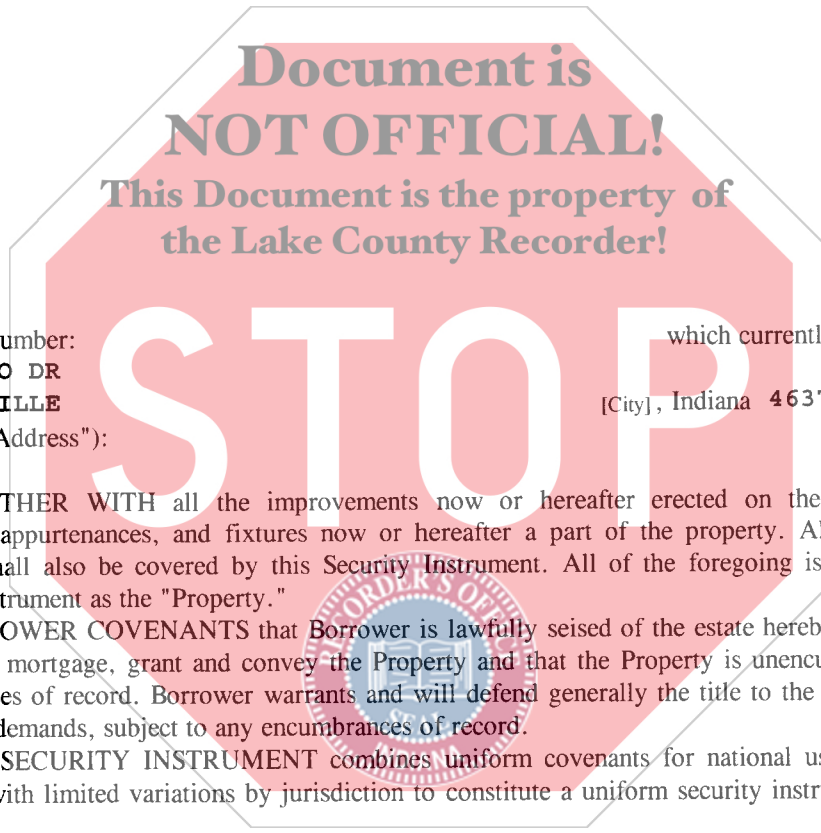 Document is
NOT OFFICIAL!
This Document is the property of
the Lake County Recorder!
STOP
umber: which currentl
O DR
ILLE [City], Indiana 4637
Address"):
THER WITH all the improvements now or hereafter erected on the
appurtenances, and fixtures now or hereafter a part of the property. Al
all also be covered by this Security Instrument. All of the foregoing is
trument as the "Property."
OWER COVENANTS that Borrower is lawfully seised of the estate hereb
mortgage, grant and convey the Property and that the Property is unencu
es of record. Borrower warrants and will defend generally the title to the
demands, subject to any encumbrances of record.
SECURITY INSTRUMENT combines uniform covenants for national us
with limited variations by jurisdiction to constitute a uniform security instr
RECORDER'S OFFICE
SEAL
INDIANA